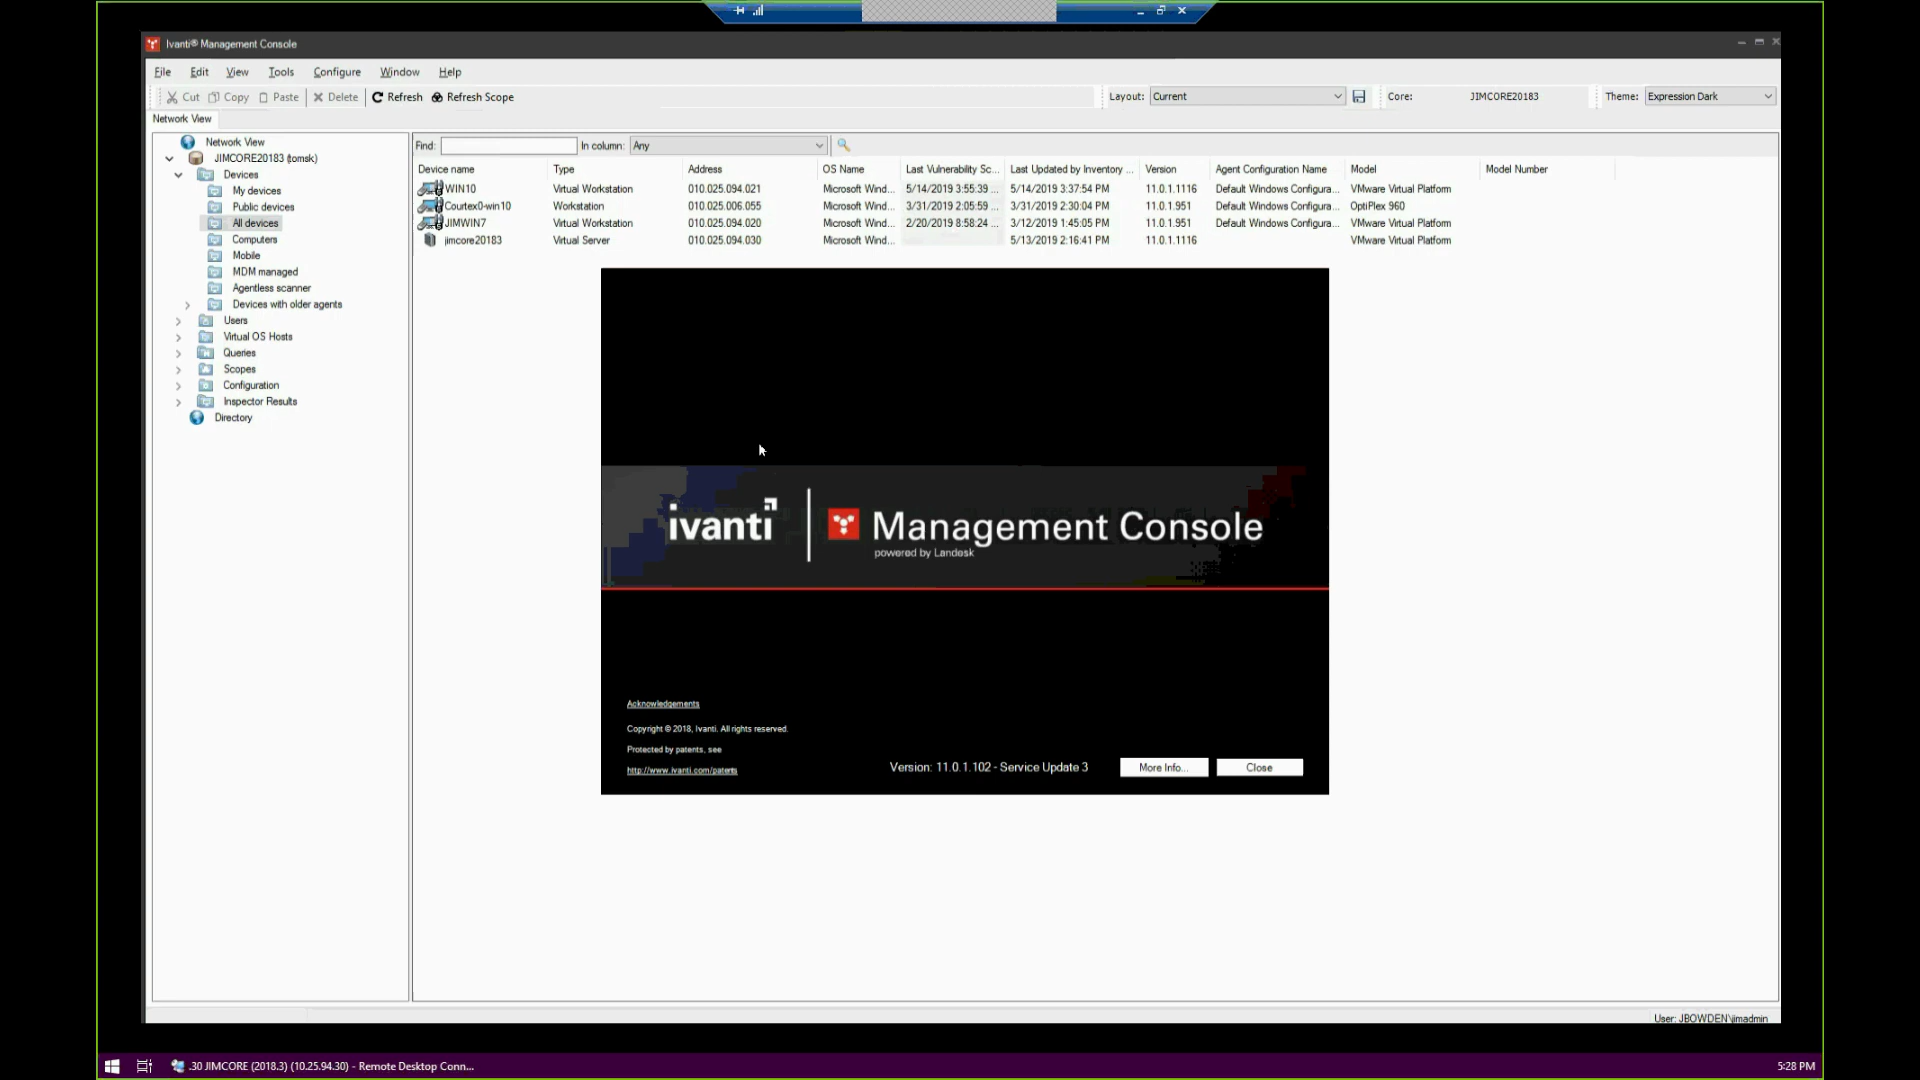 Ivanti® Management Console
File Edit View Tools Configure Window Help
Cut Copy Paste Delete Refresh Refresh Scope Layout: Current Core: JIMCORE20183 Theme: Expression Dark
Network View
Network View
JIMCORE20183 (tomsk)
Devices
My devices
Public devices
All devices
Computers
Mobile
MDM managed
Agentless scanner
Devices with older agents
Users
Virtual OS Hosts
Queries
Scopes
Configuration
Inspector Results
Directory
Find: In column: Any
Device name Type Address OS Name Last Vulnerability Sc... Last Updated by Inventory ... Version Agent Configuration Name Model Model Number
WIN10 Virtual Workstation 010.025.094.021 Microsoft Wind... 5/14/2019 3:55:39 ... 5/14/2019 3:37:54 PM 11.0.1.1116 Default Windows Configura... VMware Virtual Platform
Courtex0-win10 Workstation 010.025.006.055 Microsoft Wind... 3/31/2019 2:05:59 ... 3/31/2019 2:30:04 PM 11.0.1.951 Default Windows Configura... OptiPlex 960
JIMWIN7 Virtual Workstation 010.025.094.020 Microsoft Wind... 2/20/2019 8:58:24 ... 3/12/2019 1:45:05 PM 11.0.1.951 Default Windows Configura... VMware Virtual Platform
jimcore20183 Virtual Server 010.025.094.030 Microsoft Wind... 5/13/2019 2:16:41 PM 11.0.1.1116 VMware Virtual Platform
ivanti Management Console
powered by Landesk
Acknowledgements
Copyright © 2018, Ivanti. All rights reserved.
Protected by patents, see
http://www.ivanti.com/patents
Version: 11.0.1.102 - Service Update 3 More Info... Close
User: JBOWDEN\jimadmin
.30 JIMCORE (2018.3) (10.25.94.30) - Remote Desktop Conn... 5:28 PM